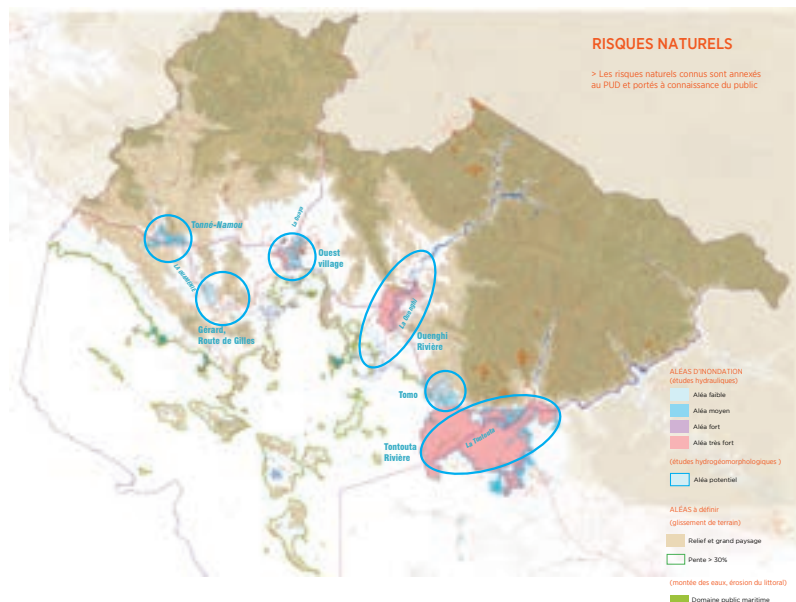 RISQUES NATURELS
> Les risques naturels connus sont annexés
au PUD et portés à connaissance du public
Tonné-Namou
Ouest
village
La Ouenghi
Gérard,
Route de Gilles
Ouenghi
Rivière
Tomo
Tontouta
Rivière
La Tontouta
ALÉAS D'INONDATION
(études hydrauliques)
Aléa faible
Aléa moyen
Aléa fort
Aléa très fort
(études hydrogéomorphologiques )
Aléa potentiel
ALÉAS à définir
(glissement de terrain)
Relief et grand paysage
Pente > 30%
(montée des eaux, érosion du littoral)
Domaine public maritime